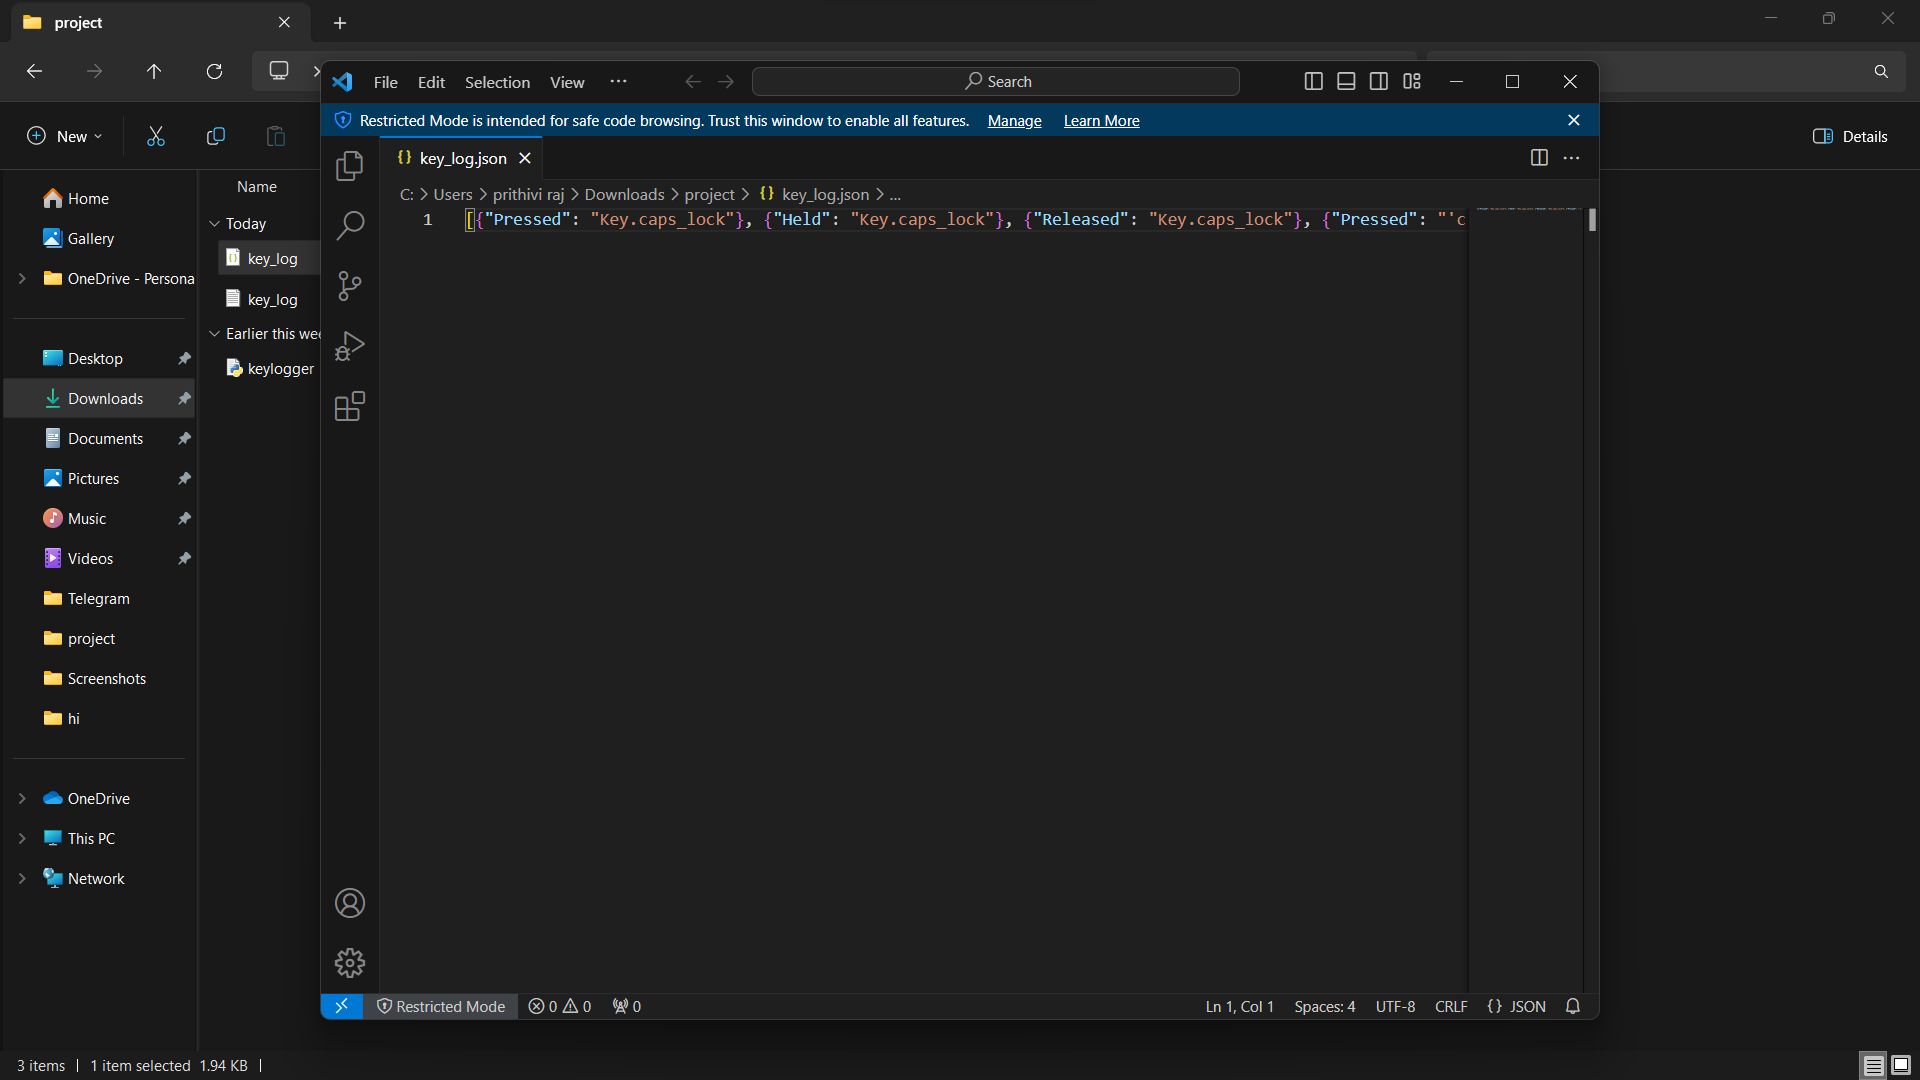 project
File Edit Selection View ··· Search
Restricted Mode is intended for safe code browsing. Trust this window to enable all features. Manage Learn More
New
Details
{} key_log.json
C: > Users > prithivi raj > Downloads > project > {} key_log.json > ...
1 [{"Pressed": "Key.caps_lock"}, {"Held": "Key.caps_lock"}, {"Released": "Key.caps_lock"}, {"Pressed": "'c
Home
Gallery
OneDrive - Persona
Desktop
Downloads
Documents
Pictures
Music
Videos
Telegram
project
Screenshots
hi
OneDrive
This PC
Network
Name
Today
key_log
key_log
Earlier this wee
keylogger
Restricted Mode 0 0 0 Ln 1, Col 1 Spaces: 4 UTF-8 CRLF {} JSON
3 items | 1 item selected 1.94 KB |